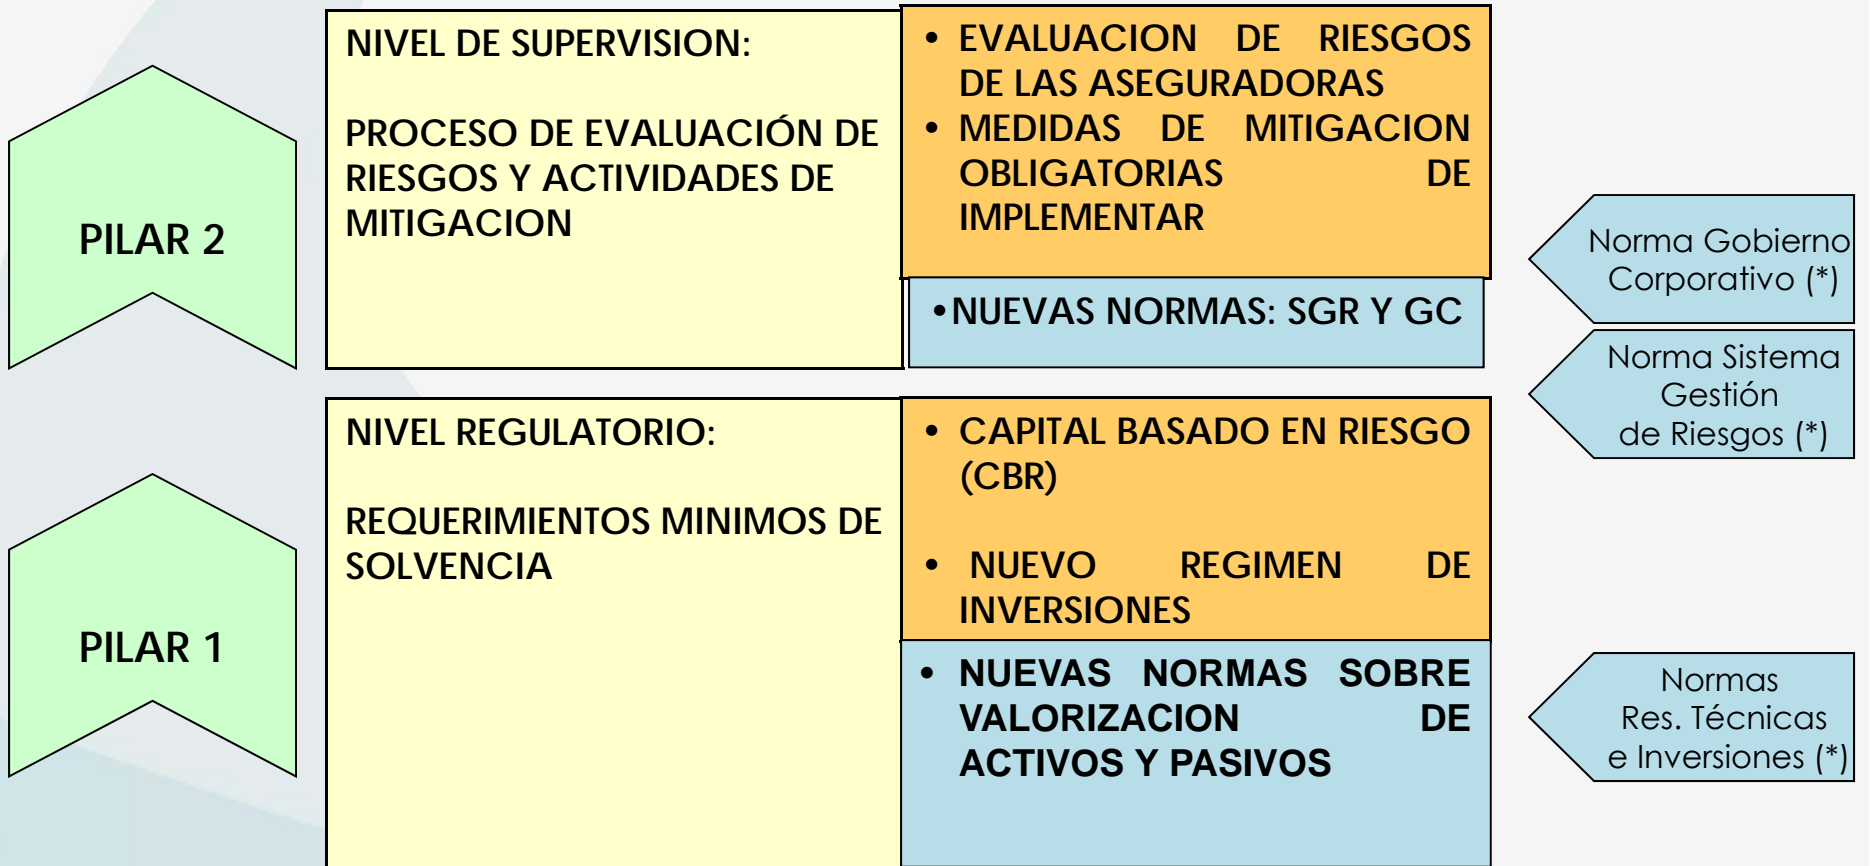 PILAR 2
NIVEL DE SUPERVISION:
PROCESO DE EVALUACIÓN DE
RIESGOS Y ACTIVIDADES DE
MITIGACION
• EVALUACION DE RIESGOS
DE LAS ASEGURADORAS
• MEDIDAS DE MITIGACION
OBLIGATORIAS DE
IMPLEMENTAR
•NUEVAS NORMAS: SGR Y GC
Norma Gobierno
Corporativo (*)
Norma Sistema
Gestión
de Riesgos (*)
PILAR 1
NIVEL REGULATORIO:
REQUERIMIENTOS MINIMOS DE
SOLVENCIA
• CAPITAL BASADO EN RIESGO
(CBR)
• NUEVO REGIMEN DE
INVERSIONES
• NUEVAS NORMAS SOBRE
VALORIZACION DE
ACTIVOS Y PASIVOS
Normas
Res. Técnicas
e Inversiones (*)